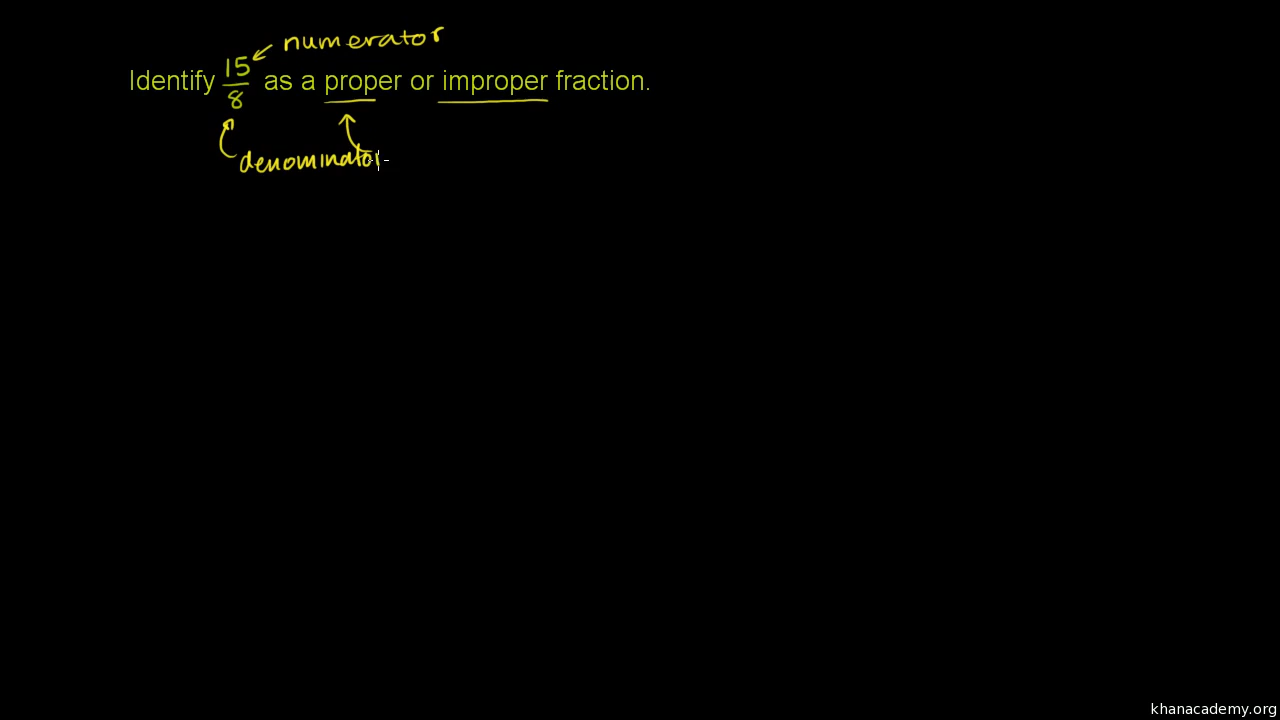 numerator
Identify 15/8 as a proper or improper fraction.
denominator
khanacademy.org